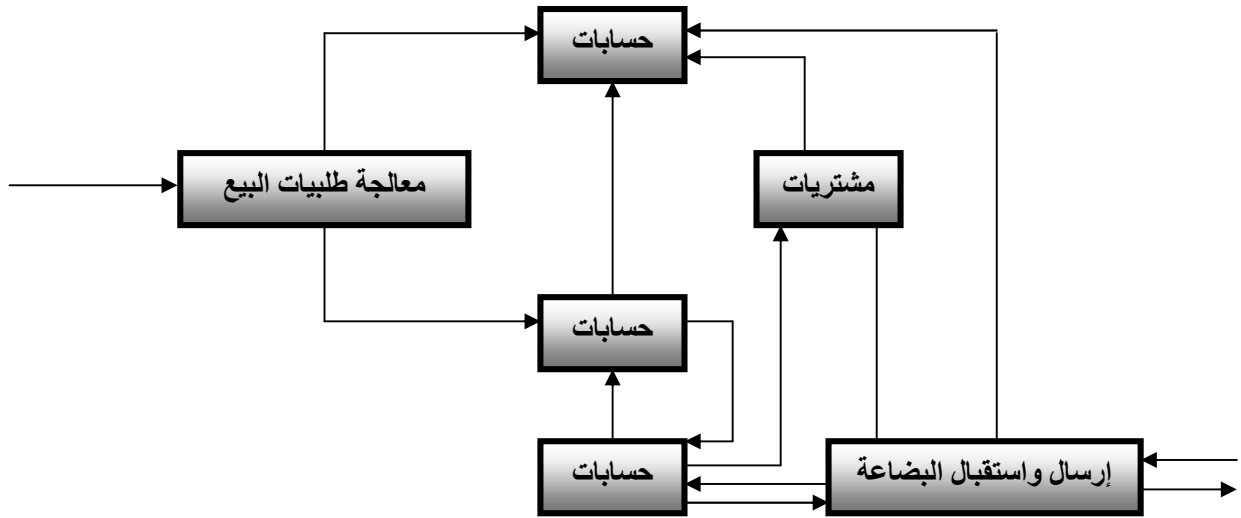 حسابات
معالجة طلبيات البيع
مشتريات
حسابات
حسابات
إرسال واستقبال البضاعة